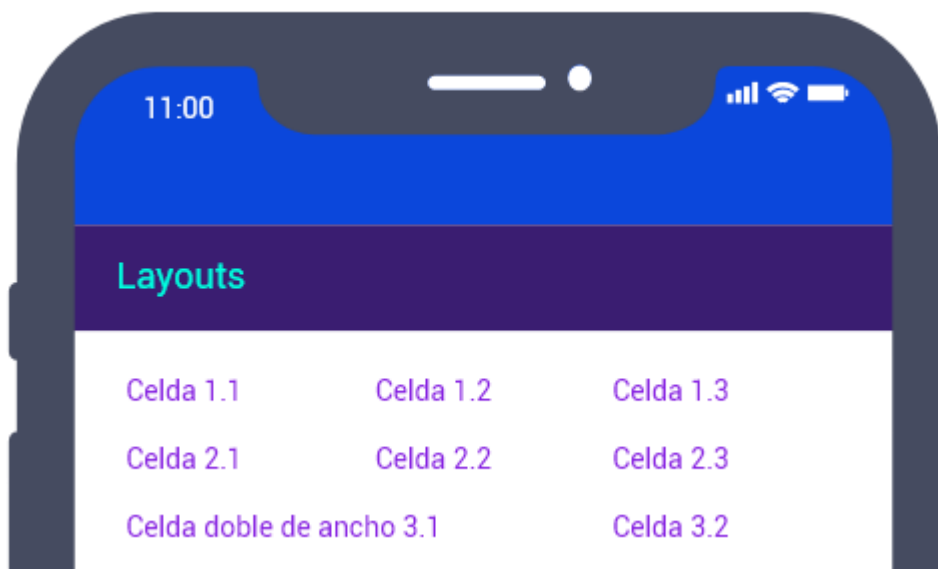 11:00
Layouts
Celda 1.1 Celda 1.2 Celda 1.3
Celda 2.1 Celda 2.2 Celda 2.3
Celda doble de ancho 3.1 Celda 3.2